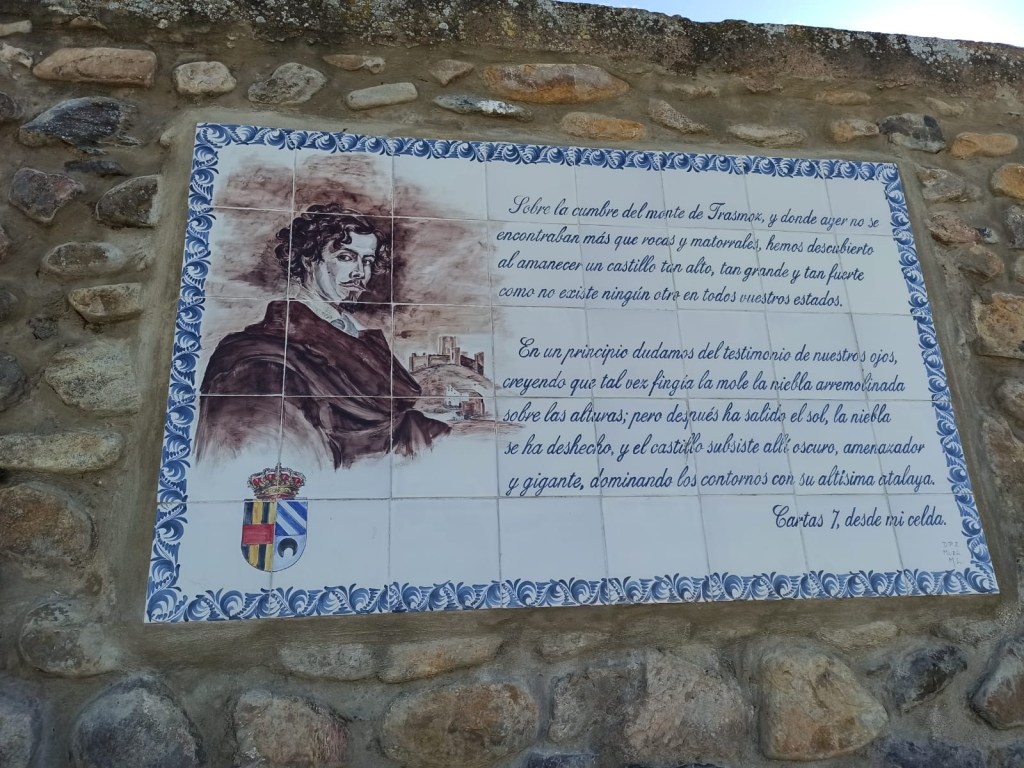 Sobre la cumbre del monte de Trasmoz, y donde ayer no se
encontraban más que rocas y matorrales, hemos descubierto
al amanecer un castillo tan alto, tan grande y tan fuerte
como no existe ningún otro en todos vuestros estados.
En un principio dudamos del testimonio de nuestros ojos,
creyendo que tal vez fingía la mole la niebla arremolinada
sobre las alturas; pero después ha salido el sol, la niebla
se ha deshecho, y el castillo subsiste allí oscuro, amenazador
y gigante, dominando los contornos con su altísima atalaya.
Cartas 7, desde mi celda.